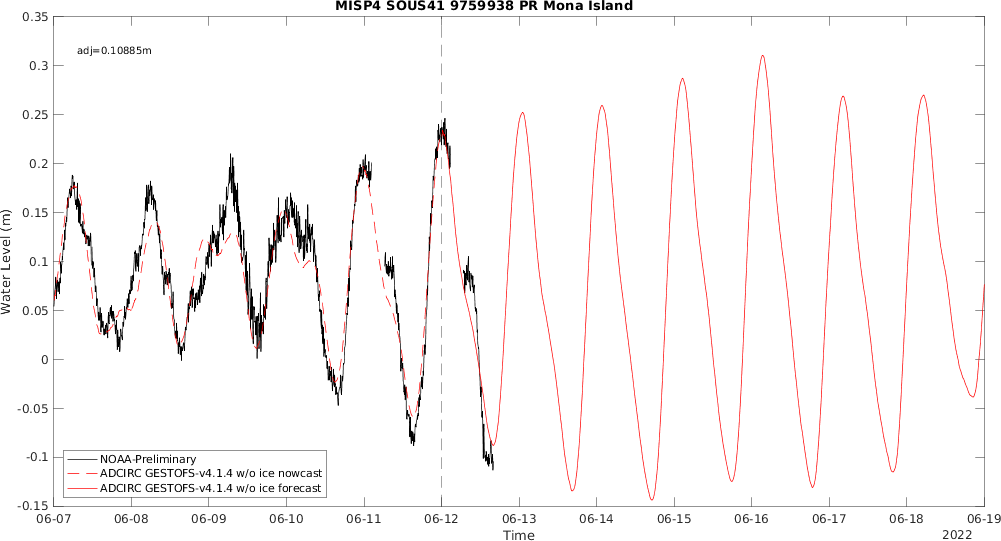 MISP4 SOUS41 9759938 PR Mona Island
adj=0.10885m
0.35
0.3
0.25
0.2
0.15
0.1
0.05
0
-0.05
-0.1
-0.15
Water Level (m)
NOAA-Preliminary
ADCIRC GESTOFS-v4.1.4 w/o ice nowcast
ADCIRC GESTOFS-v4.1.4 w/o ice forecast
06-07 06-08 06-09 06-10 06-11 06-12 06-13 06-14 06-15 06-16 06-17 06-18 06-19
Time
2022